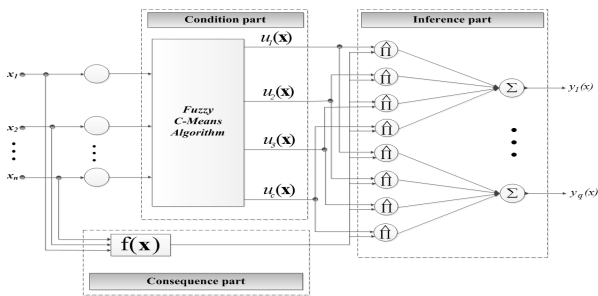 Condition part
Inference part
x1
x2
xn
Fuzzy
C-Means
Algorithm
u1(x)
u2(x)
u3(x)
uc(x)
Π̂
Π̂
Π̂
Π̂
Π̂
Π̂
Π̂
Π̂
Σ
Σ
y1(x)
yq(x)
f(x)
Consequence part